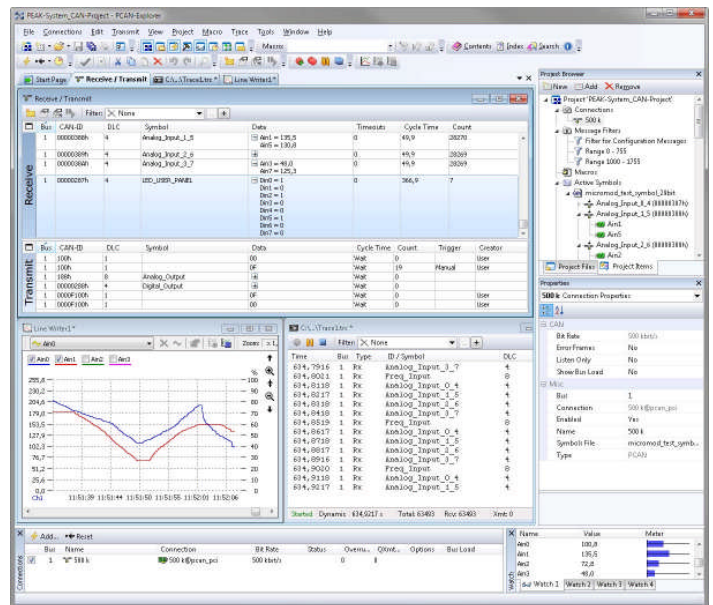 PEAK-System_CAN-Project - PCAN-Explorer
File Connections Edit Transmit View Project Macro Trace Tools Window Help
Macro: Contents Index Search
Start Page Receive / Transmit C:\...\Trace1.trc * Line Writer1 *
Receive / Transmit
Filter: None
Bus CAN-ID DLC Symbol Data Timeouts Cycle Time Count
1 00000388h 4 Analog_Input_1_5 Ain1 = 135,5 0 49,9 28270
Ain5 = 130,8
1 00000389h 4 Analog_Input_2_6 0 49,9 28269
1 0000038Ah 4 Analog_Input_3_7 Ain3 = 48,0 0 49,9 28269
Ain7 = 125,3
1 00000287h 4 LED_USER_PANEL Din0 = 1 0 366,9 7
Din1 = 0
Din2 = 1
Din3 = 0
Din4 = 0
Din5 = 1
Din6 = 0
Din7 = 0
Receive
Bus CAN-ID DLC Symbol Data Cycle Time Count Trigger Creator
1 100h 1 00 Wait 0 User
1 100h 1 0F Wait 19 Manual User
1 108h 8 Analog_Output Wait 0
1 00000288h 4 Digital_Output Wait 0
1 0000F100h 1 0F Wait 0 User
1 0000F100h 1 00 Wait 0 User
Transmit
Project Browser
New Add Remove
Project 'PEAK-System_CAN-Project'
Connections
500 k
Message Filters
Filter for Configuration Messages
Range 0 - 755
Range 1000 - 1755
Macros
Active Symbols
micromod_test_symbol_29bit
Analog_Input_0_4 (00000387h)
Analog_Input_1_5 (00000388h)
Ain1
Ain5
Analog_Input_2_6 (00000389h)
Ain2
Project Files Project Items
Properties
500 k Connection Properties
CAN
Bit Rate 500 kbit/s
Error Frames No
Listen Only No
Show Bus Load No
Misc
Bus 1
Connection 500 k@pcan_pci
Enabled Yes
Name 500 k
Symbols File micromod_test_symb...
Type PCAN
Line Writer1 *
Ain0 Zoom: x 1,
Ain0 Ain1 Ain2 Ain3
255,0 % 100
230,2 90
204,6 80
179,0 70
153,5 60
127,9 50
102,3 40
76,7 30
51,2 20
25,6 10
0,0 0
Ch1 11:51:39 11:51:44 11:51:50 11:51:55 11:52:01 11:52:06
C:\...\Trace1.trc *
Filter: None
Time Bus Type ID / Symbol DLC
634,7916 1 Rx Analog_Input_3_7 4
634,8021 1 Rx Freq_Input 8
634,8118 1 Rx Analog_Input_0_4 4
634,8217 1 Rx Analog_Input_1_5 4
634,8318 1 Rx Analog_Input_2_6 4
634,8418 1 Rx Analog_Input_3_7 4
634,8519 1 Rx Freq_Input 8
634,8617 1 Rx Analog_Input_0_4 4
634,8718 1 Rx Analog_Input_1_5 4
634,8818 1 Rx Analog_Input_2_6 4
634,8916 1 Rx Analog_Input_3_7 4
634,9020 1 Rx Freq_Input 8
634,9118 1 Rx Analog_Input_0_4 4
634,9217 1 Rx Analog_Input_1_5 4
Started Dynamic 634,9217 s Total: 63493 Rcv: 63493 Xmt: 0
Connections
Add... Reset
Bus Name Connection Bit Rate Status Overru... QXmt... Options Bus Load
1 500 k 500 k@pcan_pci 500 kbit/s 0 0
Watch
Name Value Meter
Ain0 100,8
Ain1 135,5
Ain2 72,8
Ain3 48,0
Watch 1 Watch 2 Watch 3 Watch 4